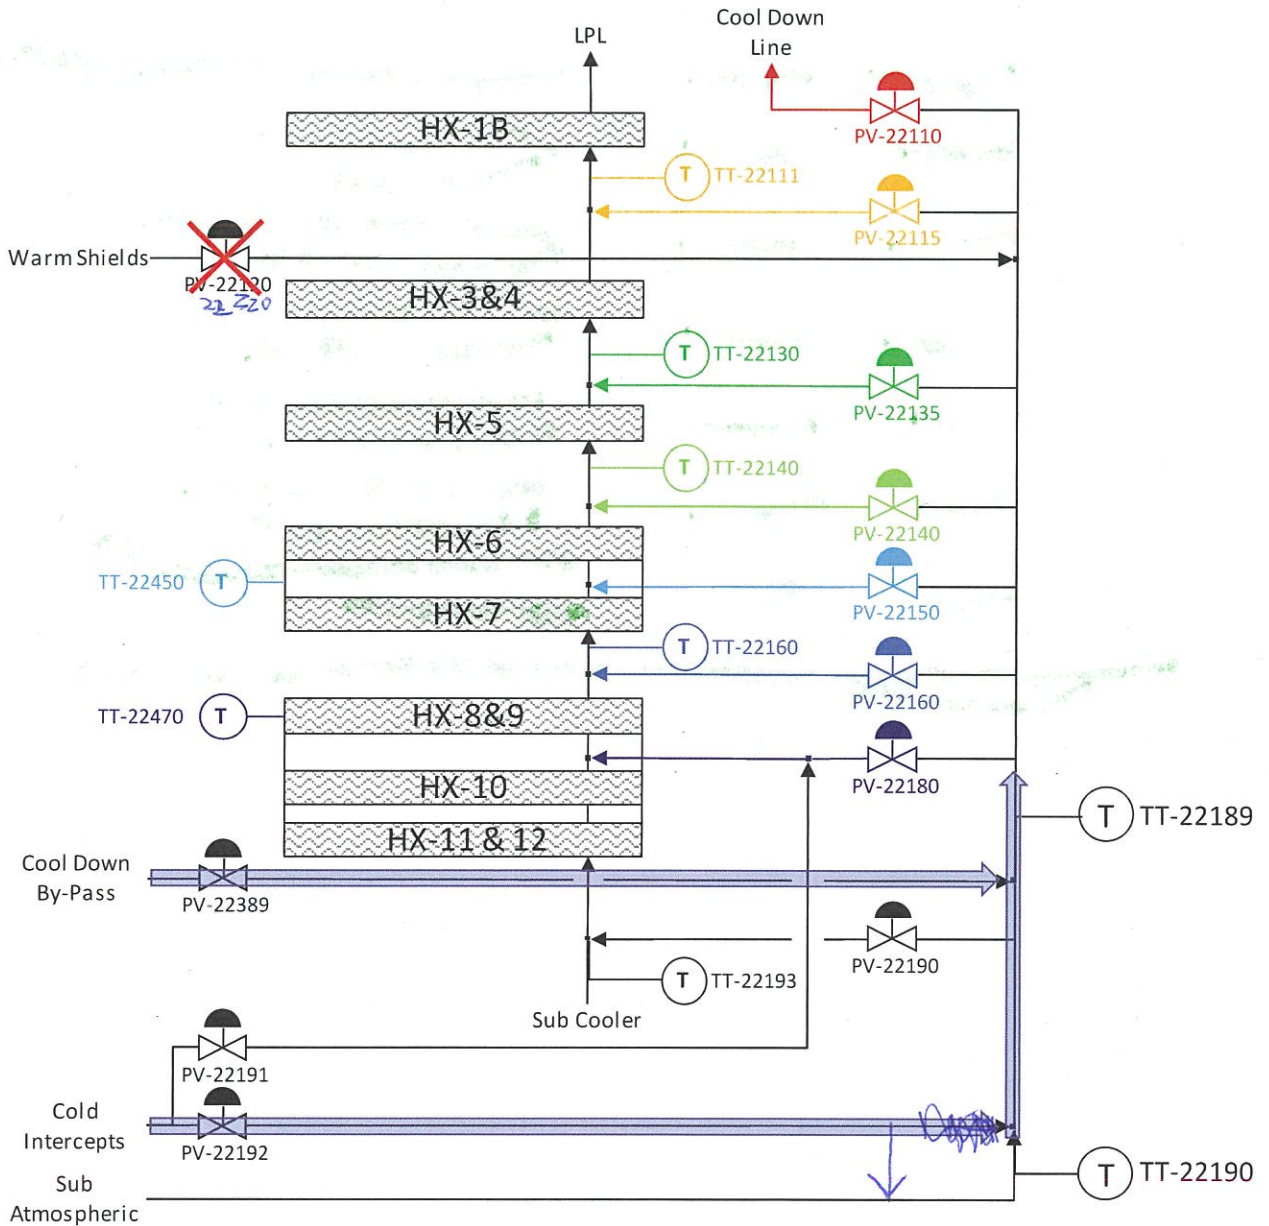 Cool Down
Line
LPL
HX-1B
PV-22110
T TT-22111
PV-22115
Warm Shields
PV-22120
22 220
HX-3&4
T TT-22130
PV-22135
HX-5
T TT-22140
PV-22140
HX-6
TT-22450 T
PV-22150
HX-7
T TT-22160
PV-22160
TT-22470 T
HX-8&9
PV-22180
HX-10
T TT-22189
HX-11 & 12
Cool Down
By-Pass
PV-22389
PV-22190
T TT-22193
Sub Cooler
PV-22191
Cold
Intercepts
PV-22192
T TT-22190
Sub
Atmospheric